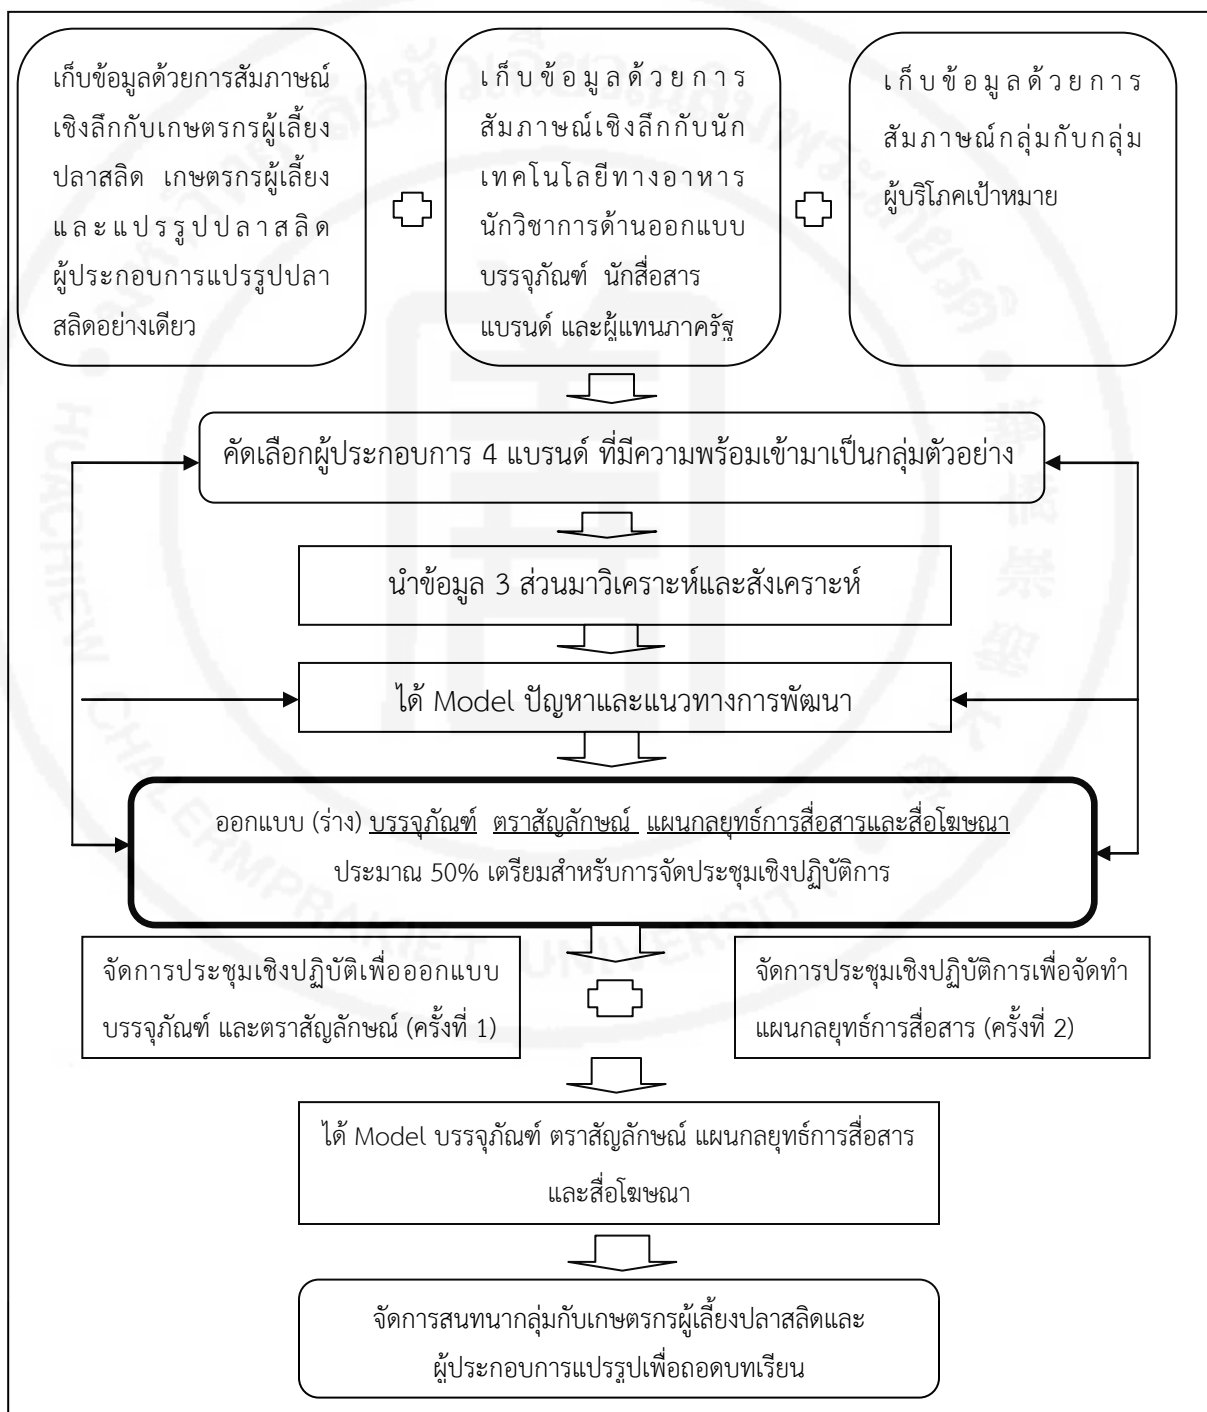 เก็บข้อมูลด้วยการสัมภาษณ์
เชิงลึกกับเกษตรกรผู้เลี้ยง
ปลาสลิด เกษตรกรผู้เลี้ยง
และแปรรูปปลาสลิด
ผู้ประกอบการแปรรูปปลา
สลิดอย่างเดียว
เก็บข้อมูลด้วยการ
สัมภาษณ์เชิงลึกกับนัก
เทคโนโลยีทางอาหาร
นักวิชาการด้านออกแบบ
บรรจุภัณฑ์ นักสื่อสาร
แบรนด์ และผู้แทนภาครัฐ
เก็บข้อมูลด้วยการ
สัมภาษณ์กลุ่มกับกลุ่ม
ผู้บริโภคเป้าหมาย
คัดเลือกผู้ประกอบการ 4 แบรนด์ ที่มีความพร้อมเข้ามาเป็นกลุ่มตัวอย่าง
นำข้อมูล 3 ส่วนมาวิเคราะห์และสังเคราะห์
ได้ Model ปัญหาและแนวทางการพัฒนา
ออกแบบ (ร่าง) บรรจุภัณฑ์ ตราสัญลักษณ์ แผนกลยุทธ์การสื่อสารและสื่อโฆษณา
ประมาณ 50% เตรียมสำหรับการจัดประชุมเชิงปฏิบัติการ
จัดการประชุมเชิงปฏิบัติเพื่อออกแบบ
บรรจุภัณฑ์ และตราสัญลักษณ์ (ครั้งที่ 1)
จัดการประชุมเชิงปฏิบัติการเพื่อจัดทำ
แผนกลยุทธ์การสื่อสาร (ครั้งที่ 2)
ได้ Model บรรจุภัณฑ์ ตราสัญลักษณ์ แผนกลยุทธ์การสื่อสาร
และสื่อโฆษณา
จัดการสนทนากลุ่มกับเกษตรกรผู้เลี้ยงปลาสลิดและ
ผู้ประกอบการแปรรูปเพื่อถอดบทเรียน
HUACHIEW CHALERMPRAKIET UNIVERSITY